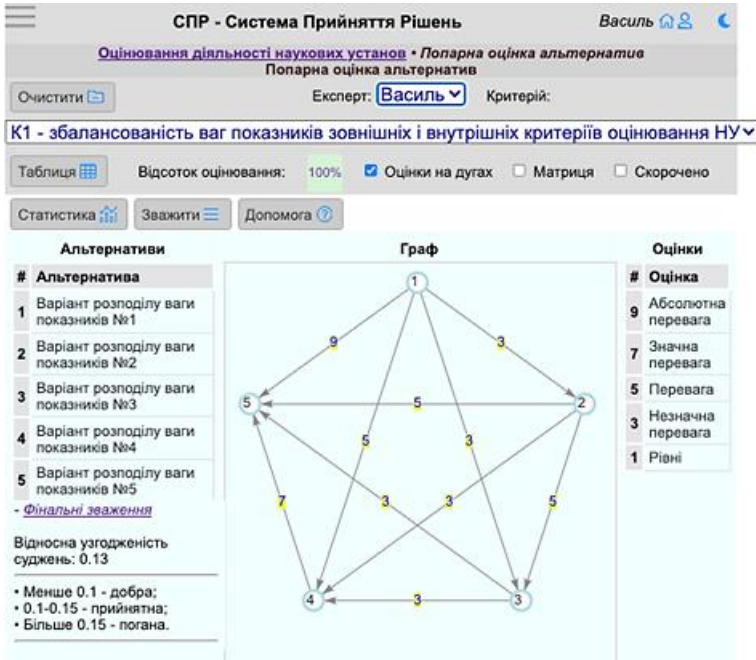 СПР - Система Прийняття Рішень
Василь
Оцінювання діяльності наукових установ • Попарна оцінка альтернатив
Попарна оцінка альтернатив
Очистити
Експерт: Василь
Критерій:
К1 - збалансованість ваг показників зовнішніх і внутрішніх критеріїв оцінювання НУ
Таблиця
Відсоток оцінювання: 100%
Оцінки на дугах
Матриця
Скорочено
Статистика
Зважити
Допомога
Альтернативи
# Альтернатива
1 Варіант розподілу ваги
показників №1
2 Варіант розподілу ваги
показників №2
3 Варіант розподілу ваги
показників №3
4 Варіант розподілу ваги
показників №4
5 Варіант розподілу ваги
показників №5
- Фінальні зваження
Відносна узгодженість
суджень: 0.13
• Менше 0.1 - добра;
• 0.1-0.15 - прийнятна;
• Більше 0.15 - погана.
Граф
1
9
3
5
5
2
5
3
7
3
3
5
4
3
3
Оцінки
# Оцінка
9 Абсолютна
перевага
7 Значна
перевага
5 Перевага
3 Незначна
перевага
1 Рівні